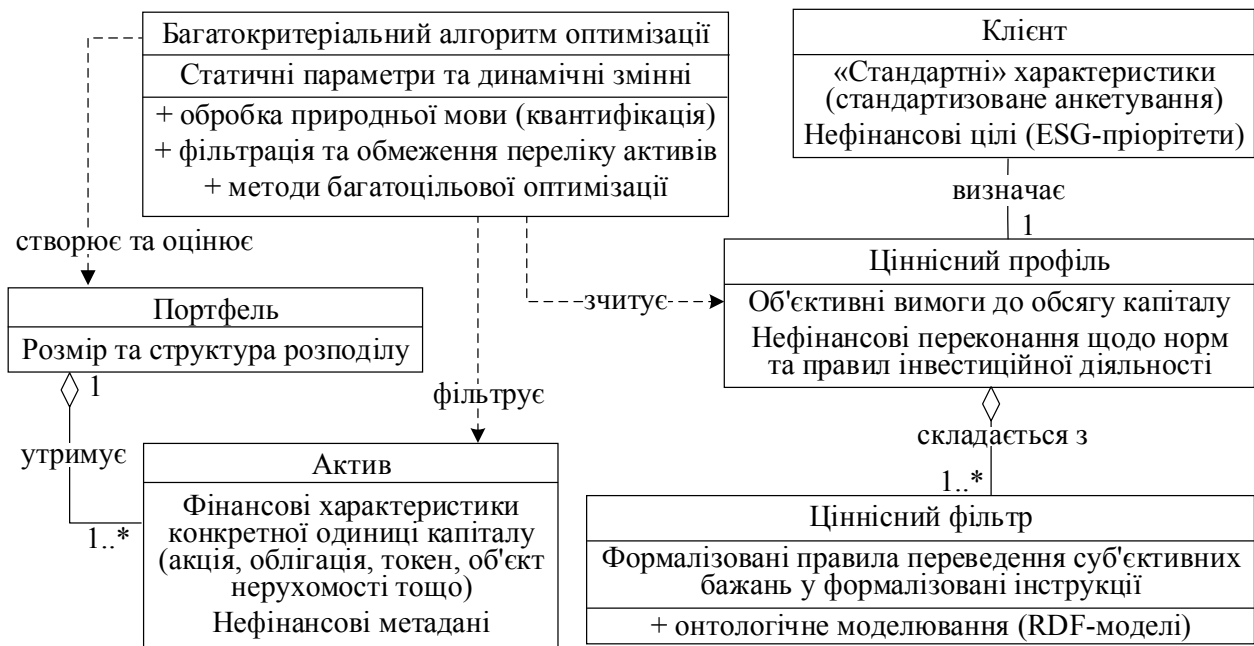 Багатокритеріальний алгоритм оптимізації
Статичні параметри та динамічні змінні
+ обробка природньої мови (квантифікація)
+ фільтрація та обмеження переліку активів
+ методи багатоцільової оптимізації
Клієнт
«Стандартні» характеристики
(стандартизоване анкетування)
Нефінансові цілі (ESG-пріорітети)
визначає
1
створює та оцінює
зчитує
Ціннісний профіль
Об'єктивні вимоги до обсягу капіталу
Нефінансові переконання щодо норм
та правил інвестиційної діяльності
Портфель
Розмір та структура розподілу
1
фільтрує
утримує
1..*
складається з
1..*
Актив
Фінансові характеристики
конкретної одиниці капіталу
(акція, облігація, токен, об'єкт
нерухомості тощо)
Нефінансові метадані
Ціннісний фільтр
Формалізовані правила переведення суб'єктивних
бажань у формалізовані інструкції
+ онтологічне моделювання (RDF-моделі)